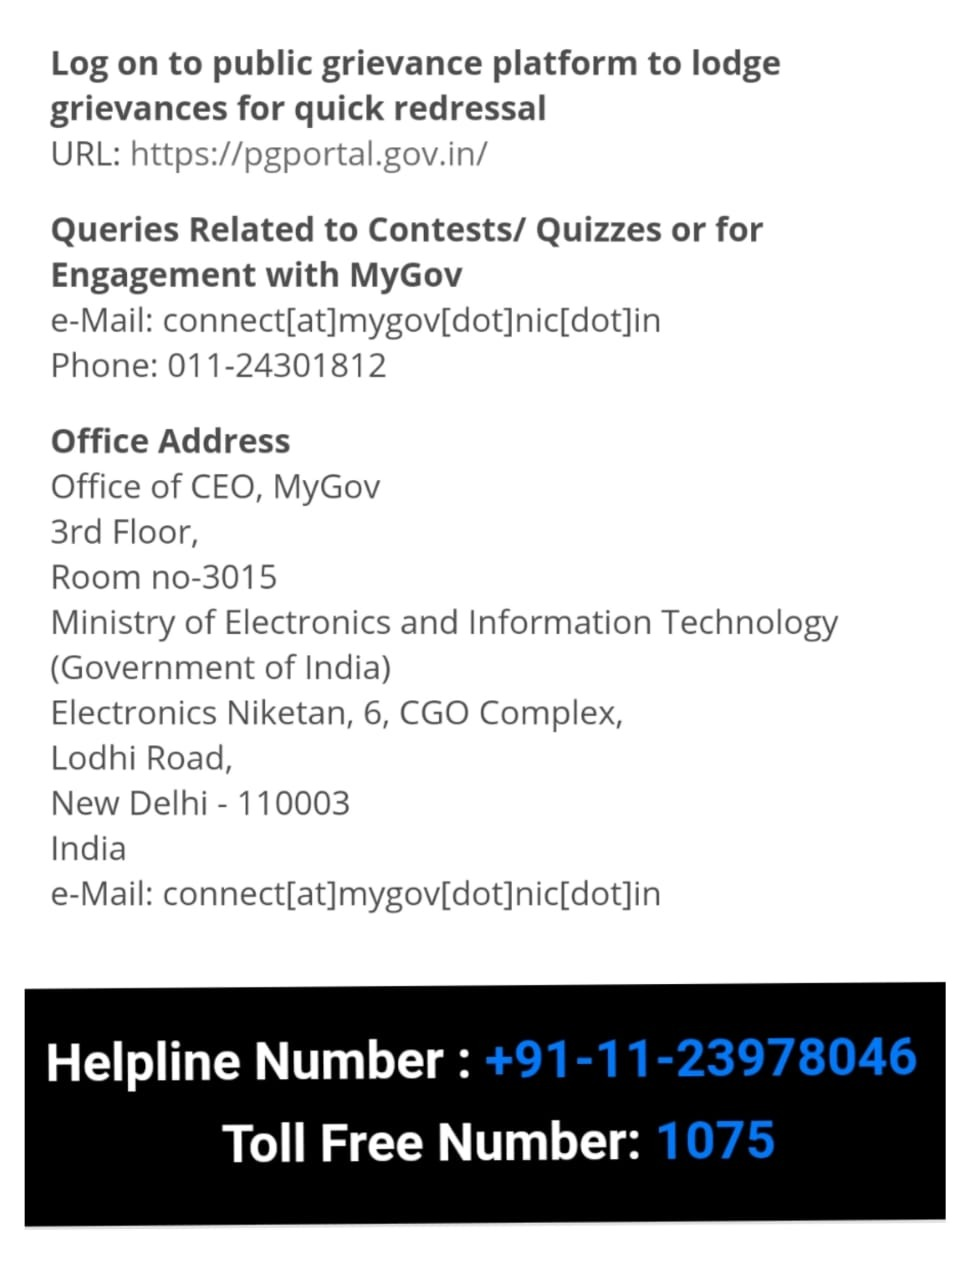 Log on to public grievance platform to lodge
grievances for quick redressal
URL: https://pgportal.gov.in/
Queries Related to Contests/ Quizzes or for
Engagement with MyGov
e-Mail: connect[at]mygov[dot]nic[dot]in
Phone: 011-24301812
Office Address
Office of CEO, MyGov
3rd Floor,
Room no-3015
Ministry of Electronics and Information Technology
(Government of India)
Electronics Niketan, 6, CGO Complex,
Lodhi Road,
New Delhi - 110003
India
e-Mail: connect[at]mygov[dot]nic[dot]in
Helpline Number : +91-11-23978046
Toll Free Number: 1075